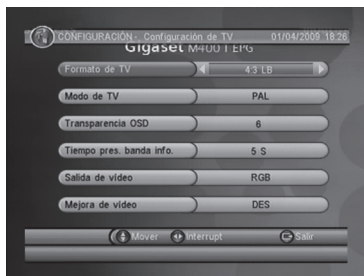 CONFIGURACIÓN-. Configuración de TV 01/04/2009 18:26
Gigaset M400 T EPG
Formato de TV 4:3 LB
Modo de TV PAL
Transparencia OSD 6
Tiempo pres. banda info. 5 S
Salida de vídeo RGB
Mejora de vídeo DES
Mover Interrupt Salir